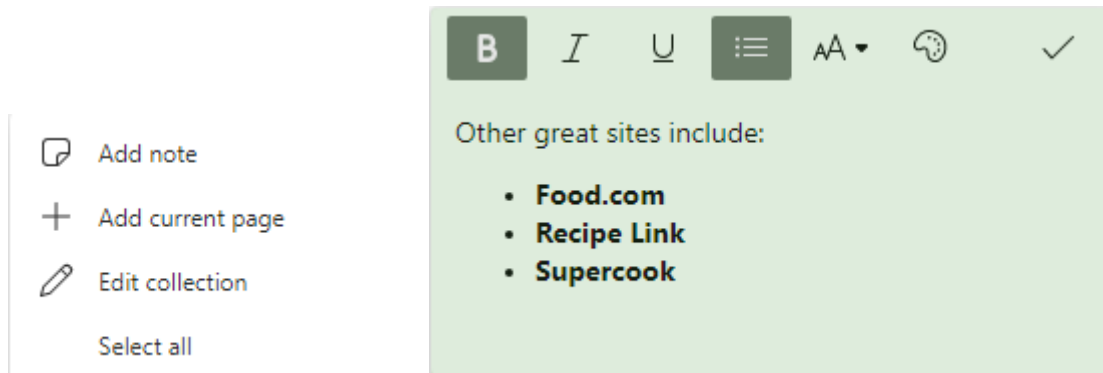 Add note
Add current page
Edit collection
Select all
B I U AA
Other great sites include:
• Food.com
• Recipe Link
• Supercook